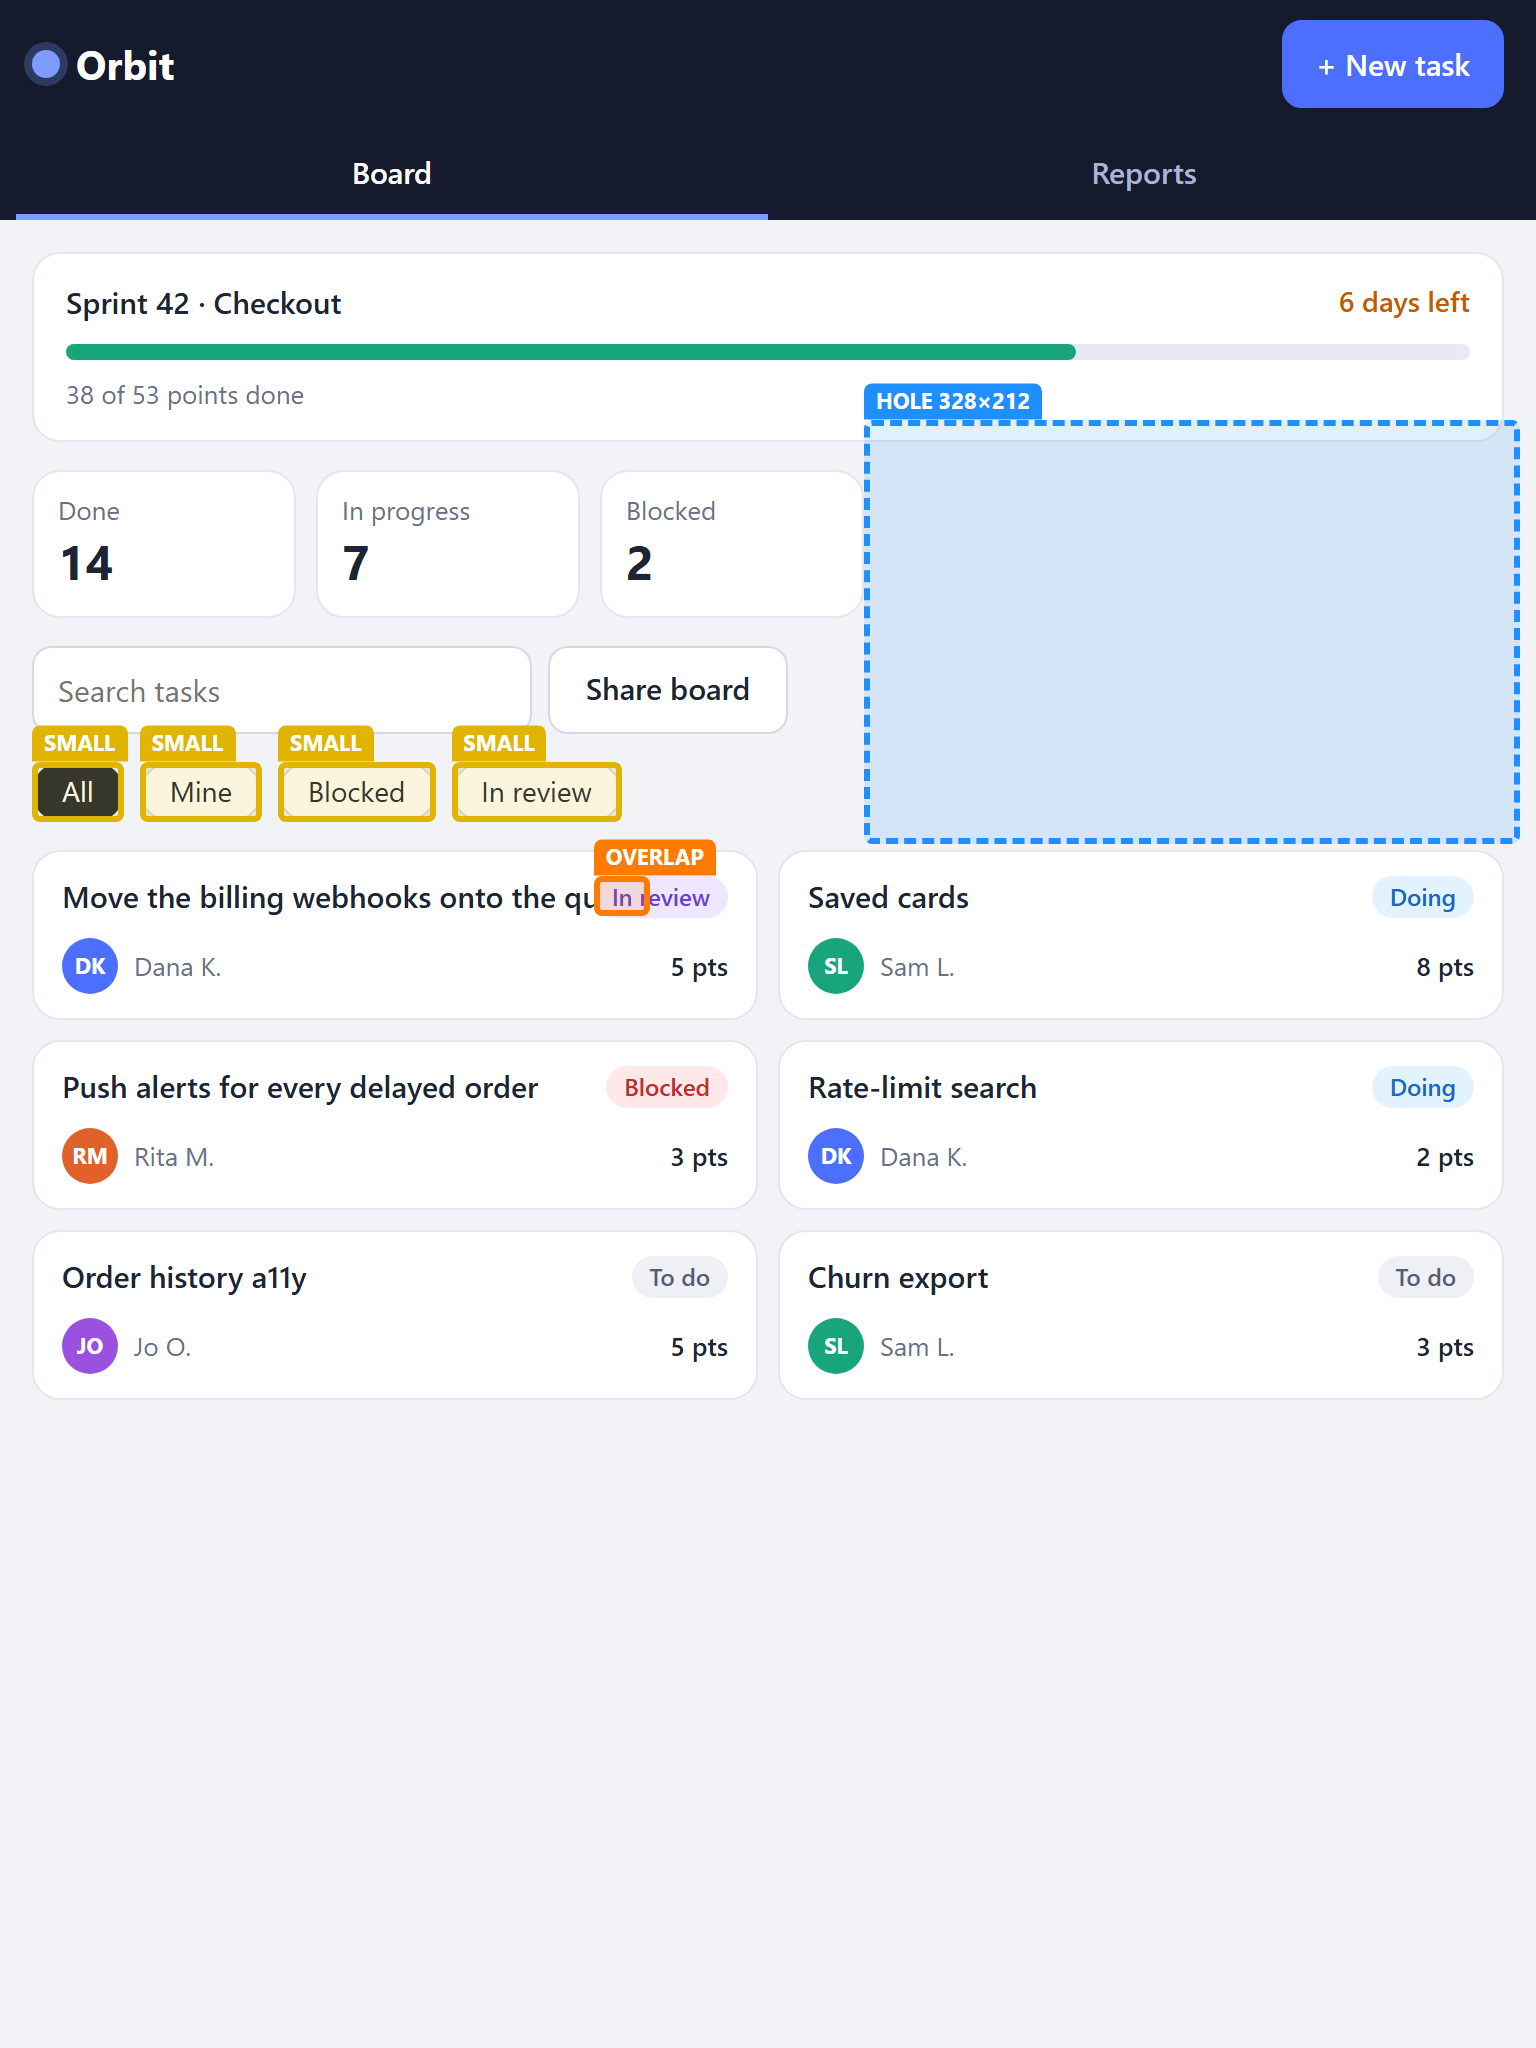 Orbit
+ New task
Board
Reports
Sprint 42 · Checkout
6 days left
38 of 53 points done
HOLE 328×212
Done
14
In progress
7
Blocked
2
Search tasks
Share board
SMALL
SMALL
SMALL
SMALL
All
Mine
Blocked
In review
OVERLAP
Move the billing webhooks onto the qu
In review
DK
Dana K.
5 pts
Saved cards
Doing
SL
Sam L.
8 pts
Push alerts for every delayed order
Blocked
RM
Rita M.
3 pts
Rate-limit search
Doing
DK
Dana K.
2 pts
Order history a11y
To do
JO
Jo O.
5 pts
Churn export
To do
SL
Sam L.
3 pts